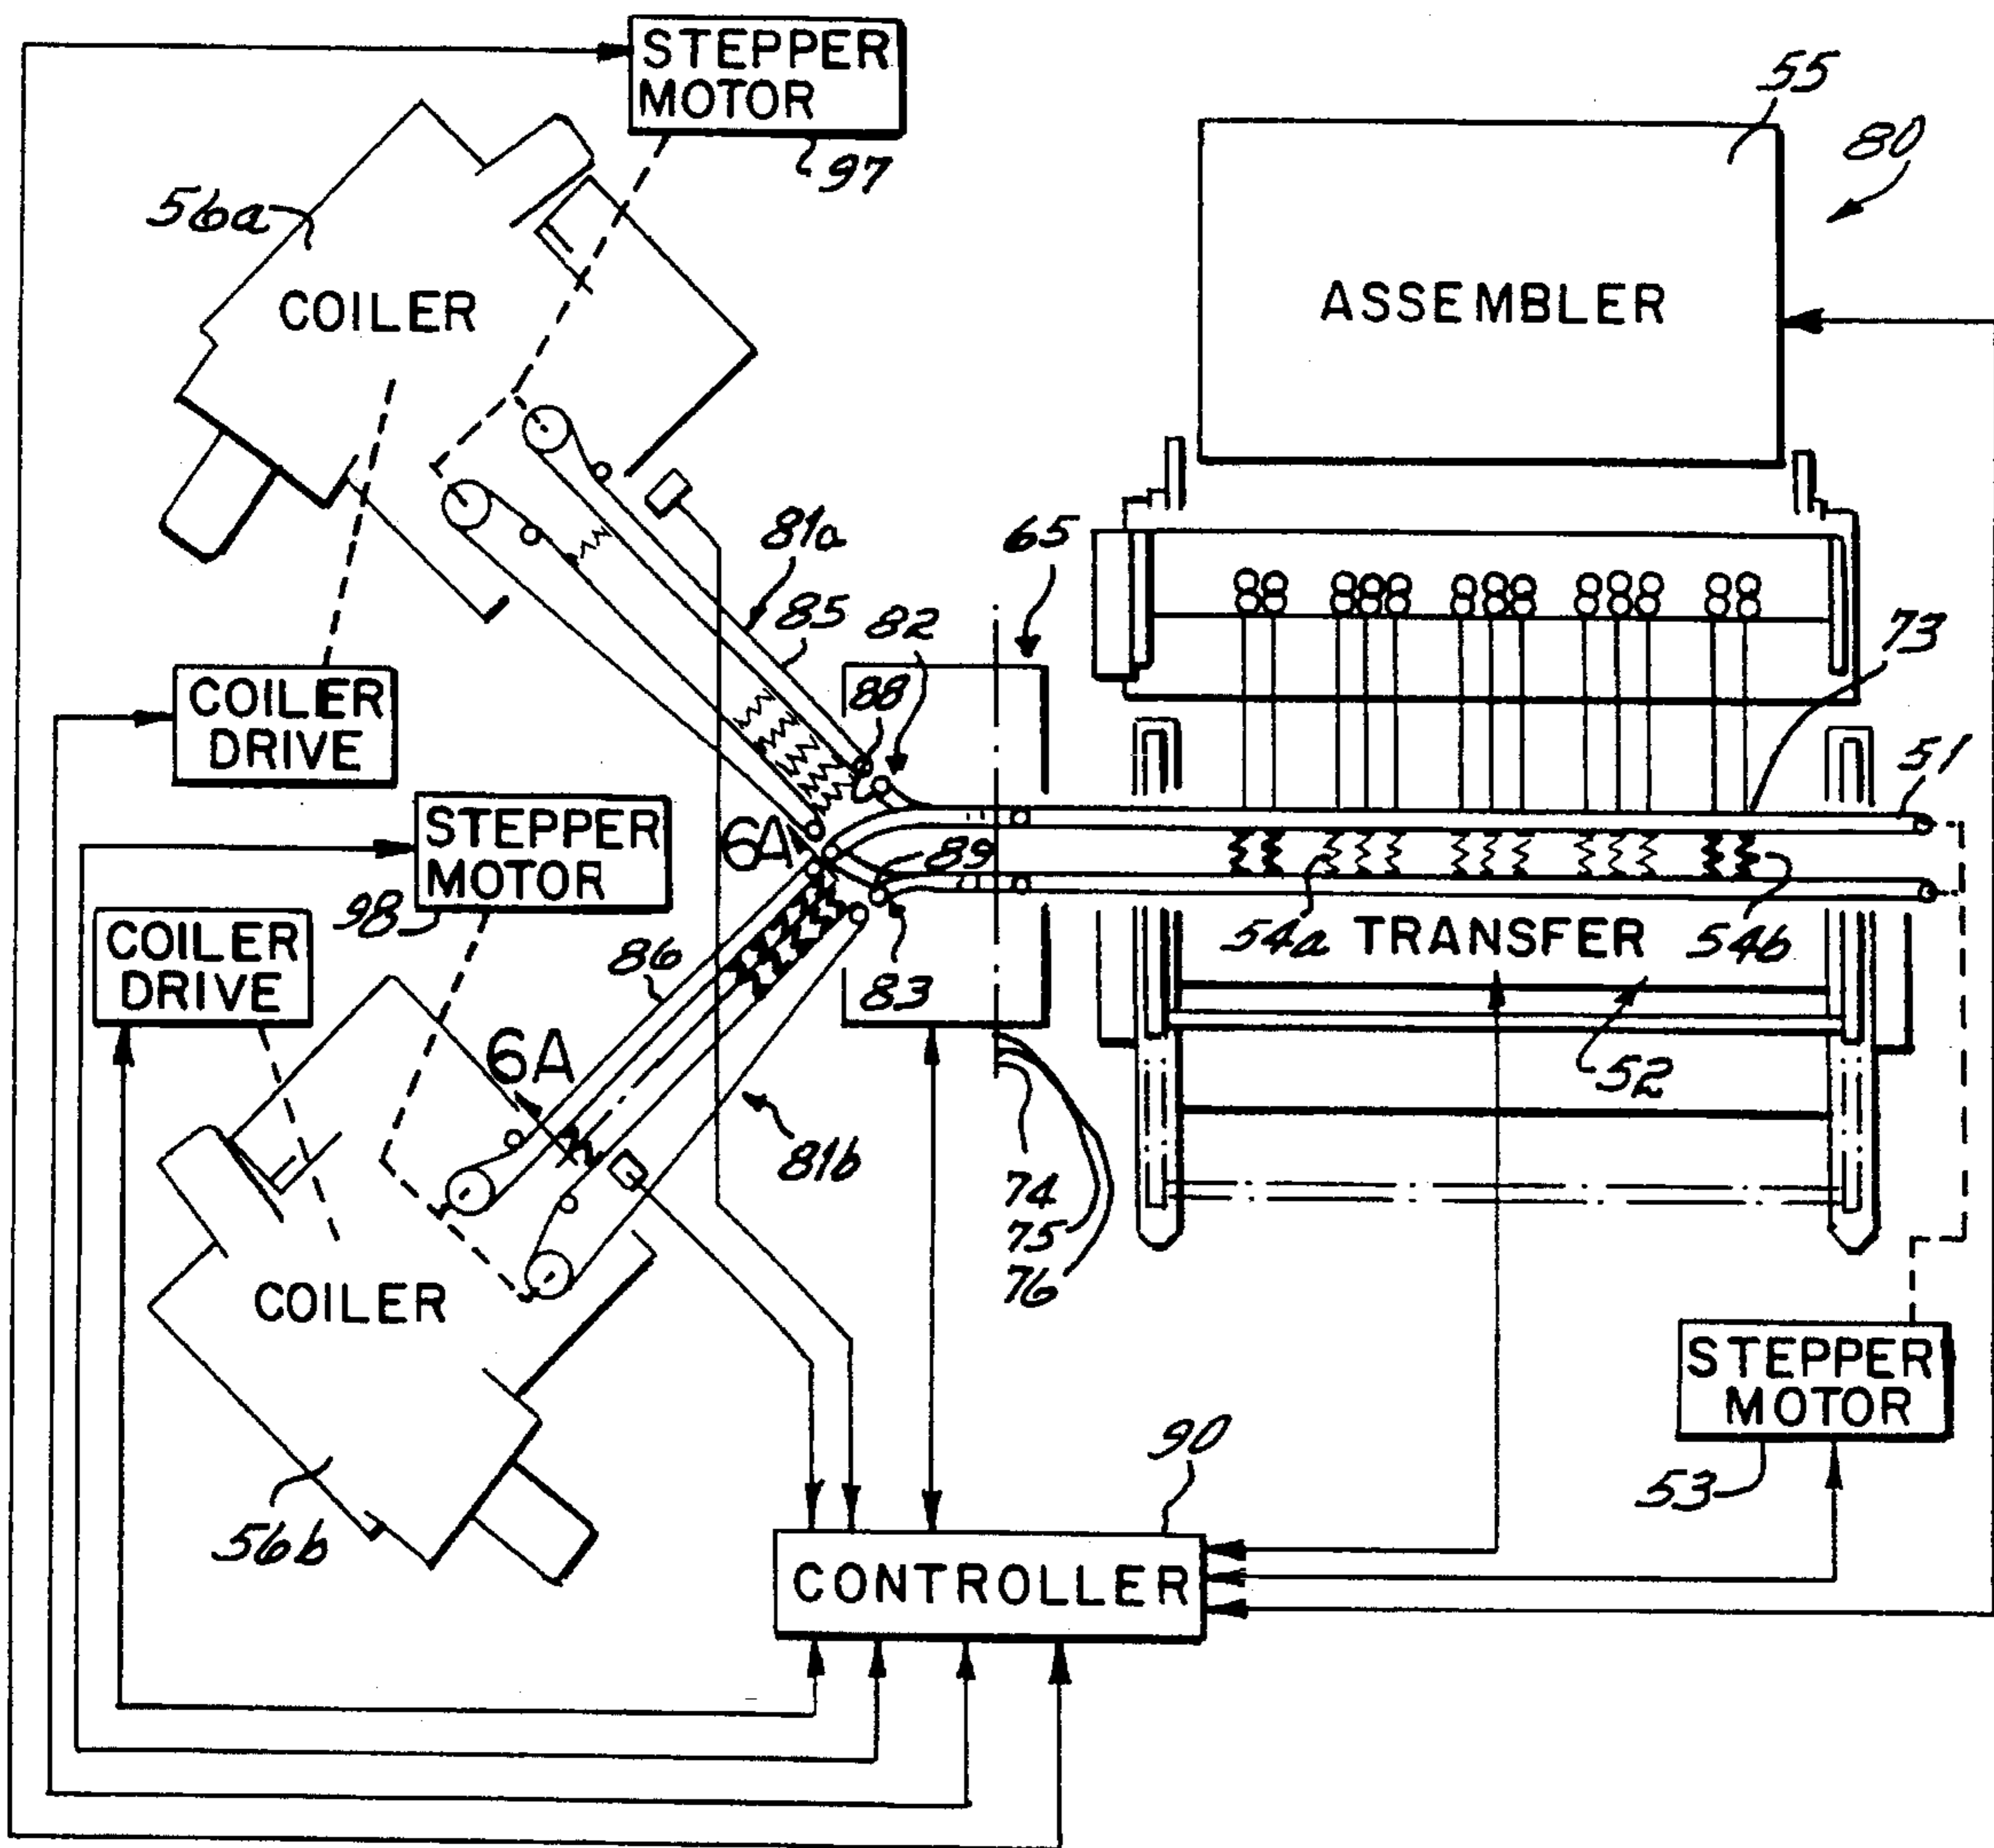 STEPPER
MOTOR
97
55
80
56a
COILER
ASSEMBLER
81a
65
85
82
73
88
51
COILER
DRIVE
STEPPER
MOTOR
6A
89
98
54a
TRANSFER
54b
COILER
DRIVE
86
83
6A
52
81b
74
75
76
COILER
STEPPER
MOTOR
90
53
56b
CONTROLLER